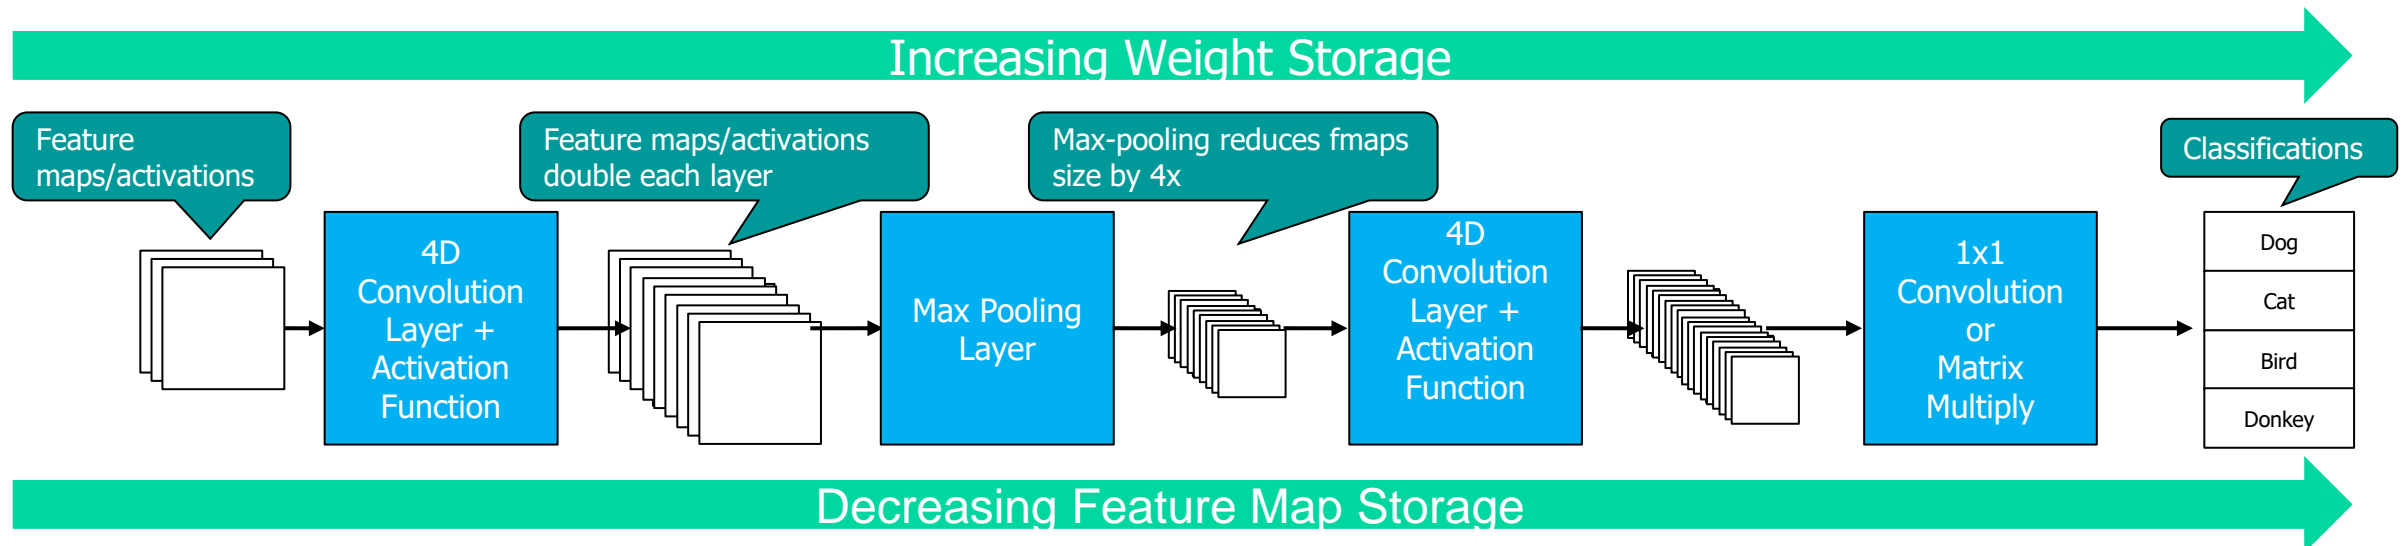 Increasing Weight Storage
Feature
maps/activations
Feature maps/activations
double each layer
Max-pooling reduces fmaps
size by 4x
Classifications
4D
Convolution
Layer +
Activation
Function
Max Pooling
Layer
4D
Convolution
Layer +
Activation
Function
1x1
Convolution
or
Matrix
Multiply
Dog
Cat
Bird
Donkey
Decreasing Feature Map Storage